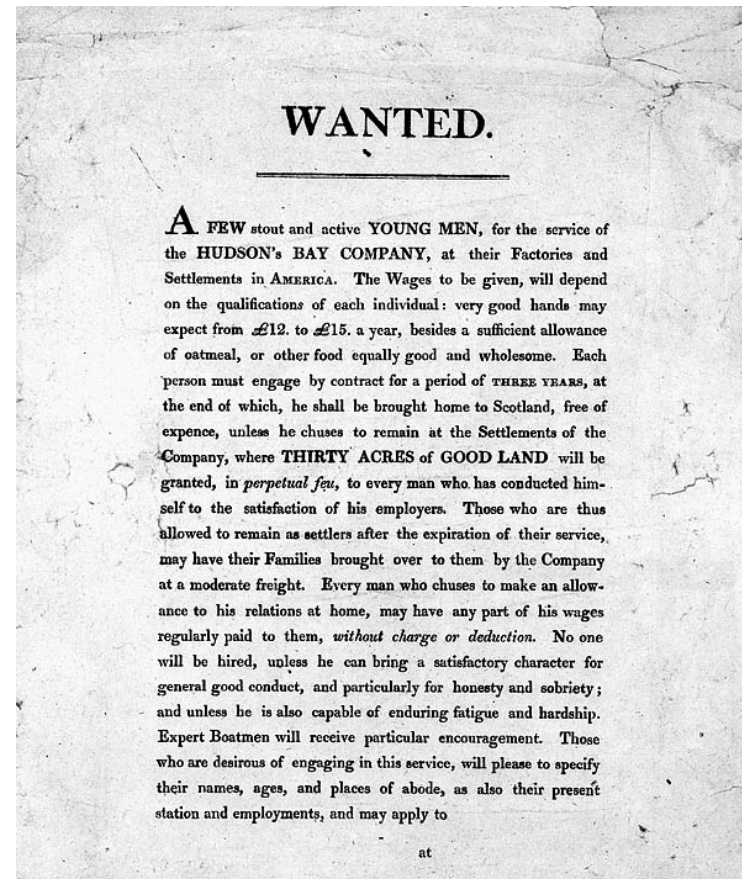 WANTED.
A FEW stout and active YOUNG MEN, for the service of
the HUDSON's BAY COMPANY, at their Factories and
Settlements in AMERICA. The Wages to be given, will depend
on the qualifications of each individual: very good hands may
expect from £12. to £15. a year, besides a sufficient allowance
of oatmeal, or other food equally good and wholesome. Each
person must engage by contract for a period of THREE YEARS, at
the end of which, he shall be brought home to Scotland, free of
expence, unless he chuses to remain at the Settlements of the
Company, where THIRTY ACRES of GOOD LAND will be
granted, in perpetual feu, to every man who has conducted him-
self to the satisfaction of his employers. Those who are thus
allowed to remain as settlers after the expiration of their service,
may have their Families brought over to them by the Company
at a moderate freight. Every man who chuses to make an allow-
ance to his relations at home, may have any part of his wages
regularly paid to them, without charge or deduction. No one
will be hired, unless he can bring a satisfactory character for
general good conduct, and particularly for honesty and sobriety;
and unless he is also capable of enduring fatigue and hardship.
Expert Boatmen will receive particular encouragement. Those
who are desirous of engaging in this service, will please to specify
their names, ages, and places of abode, as also their present
station and employments, and may apply to
at